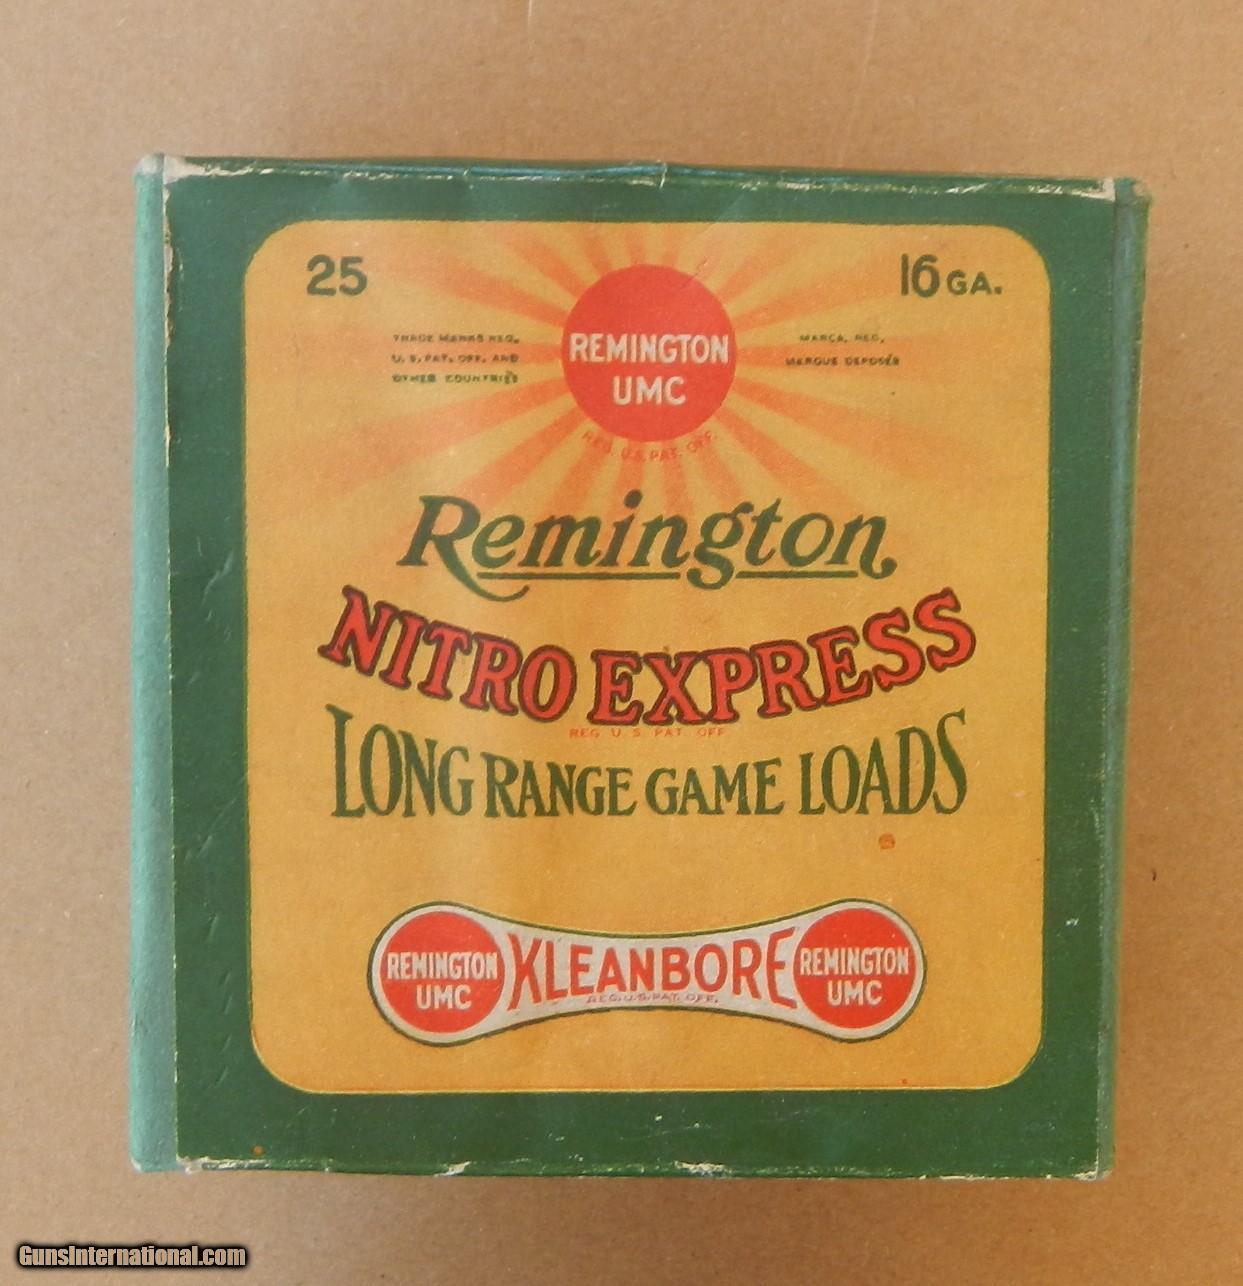 25
16 GA.
TRADE MARKS REG.
U.S. PAT. OFF. AND
OTHER COUNTRIES
REMINGTON
UMC
REG. U.S. PAT. OFF.
MARCA. REG.
MARQUE DEPOSÉE
Remington
NITRO EXPRESS
REG U S PAT OFF
LONG RANGE GAME LOADS
REMINGTON
UMC
KLEANBORE
REG. U.S. PAT. OFF.
REMINGTON
UMC
GunsInternational.com